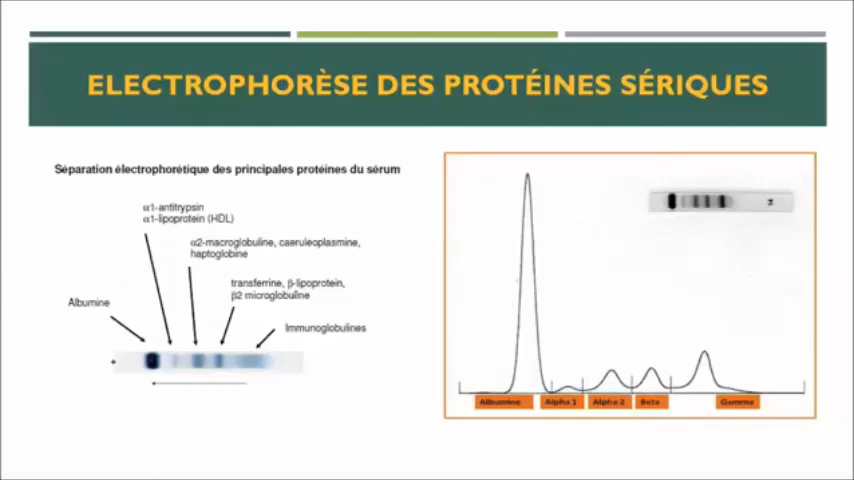 ELECTROPHORÈSE DES PROTÉINES SÉRIQUES
Séparation électrophorétique des principales protéines du sérum
α1-antitrypsin
α1-lipoprotein (HDL)
α2-macroglobuline, caeruleoplasmine,
haptoglobine
transferrine, β-lipoprotein,
β2 microglobuline
Albumine
Immunoglobulines
+
Albumine
Alpha 1
Alpha 2
Beta
Gamma